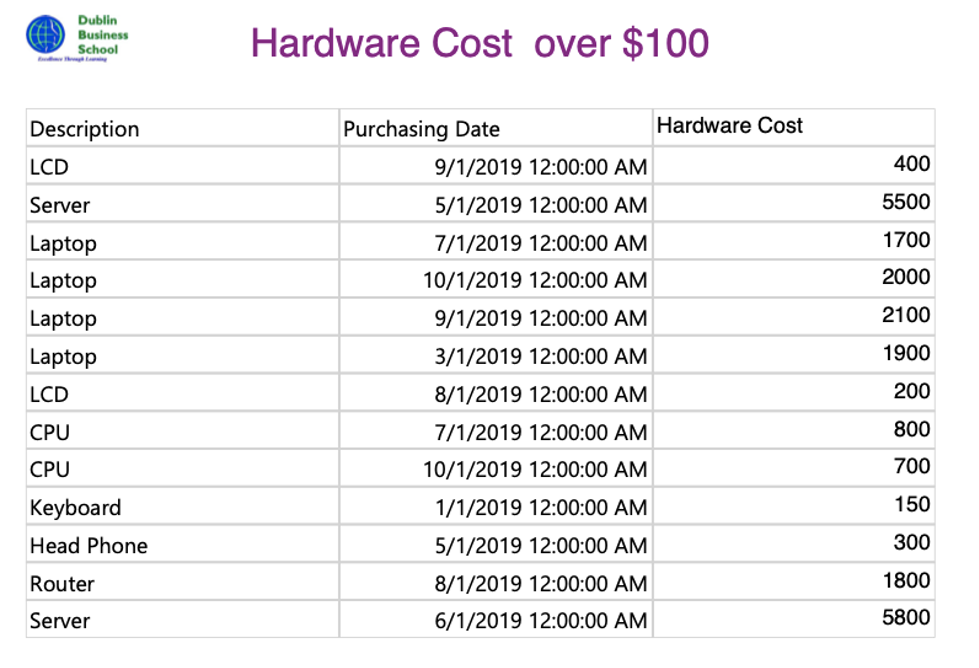 Dublin
Business
School
Excellence Through Learning
Hardware Cost over $100
Description Purchasing Date Hardware Cost
LCD 9/1/2019 12:00:00 AM 400
Server 5/1/2019 12:00:00 AM 5500
Laptop 7/1/2019 12:00:00 AM 1700
Laptop 10/1/2019 12:00:00 AM 2000
Laptop 9/1/2019 12:00:00 AM 2100
Laptop 3/1/2019 12:00:00 AM 1900
LCD 8/1/2019 12:00:00 AM 200
CPU 7/1/2019 12:00:00 AM 800
CPU 10/1/2019 12:00:00 AM 700
Keyboard 1/1/2019 12:00:00 AM 150
Head Phone 5/1/2019 12:00:00 AM 300
Router 8/1/2019 12:00:00 AM 1800
Server 6/1/2019 12:00:00 AM 5800